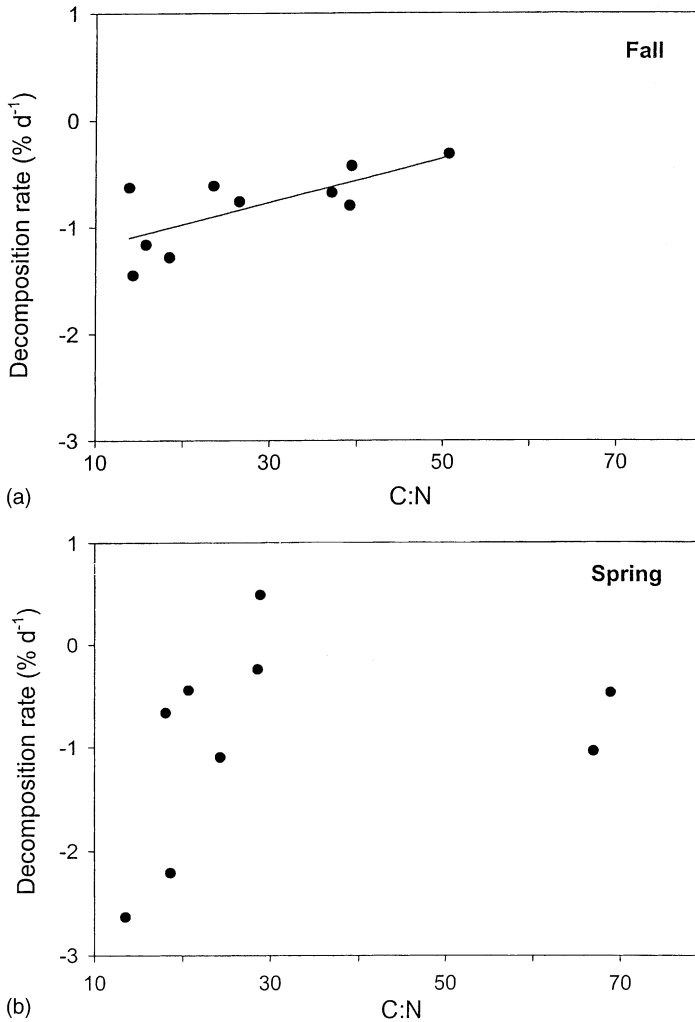 1
Fall
0
-1
-2
-3
Decomposition rate (% d⁻¹)
10 30 50 70
(a)
C:N
1
Spring
0
-1
-2
-3
Decomposition rate (% d⁻¹)
10 30 50 70
(b)
C:N